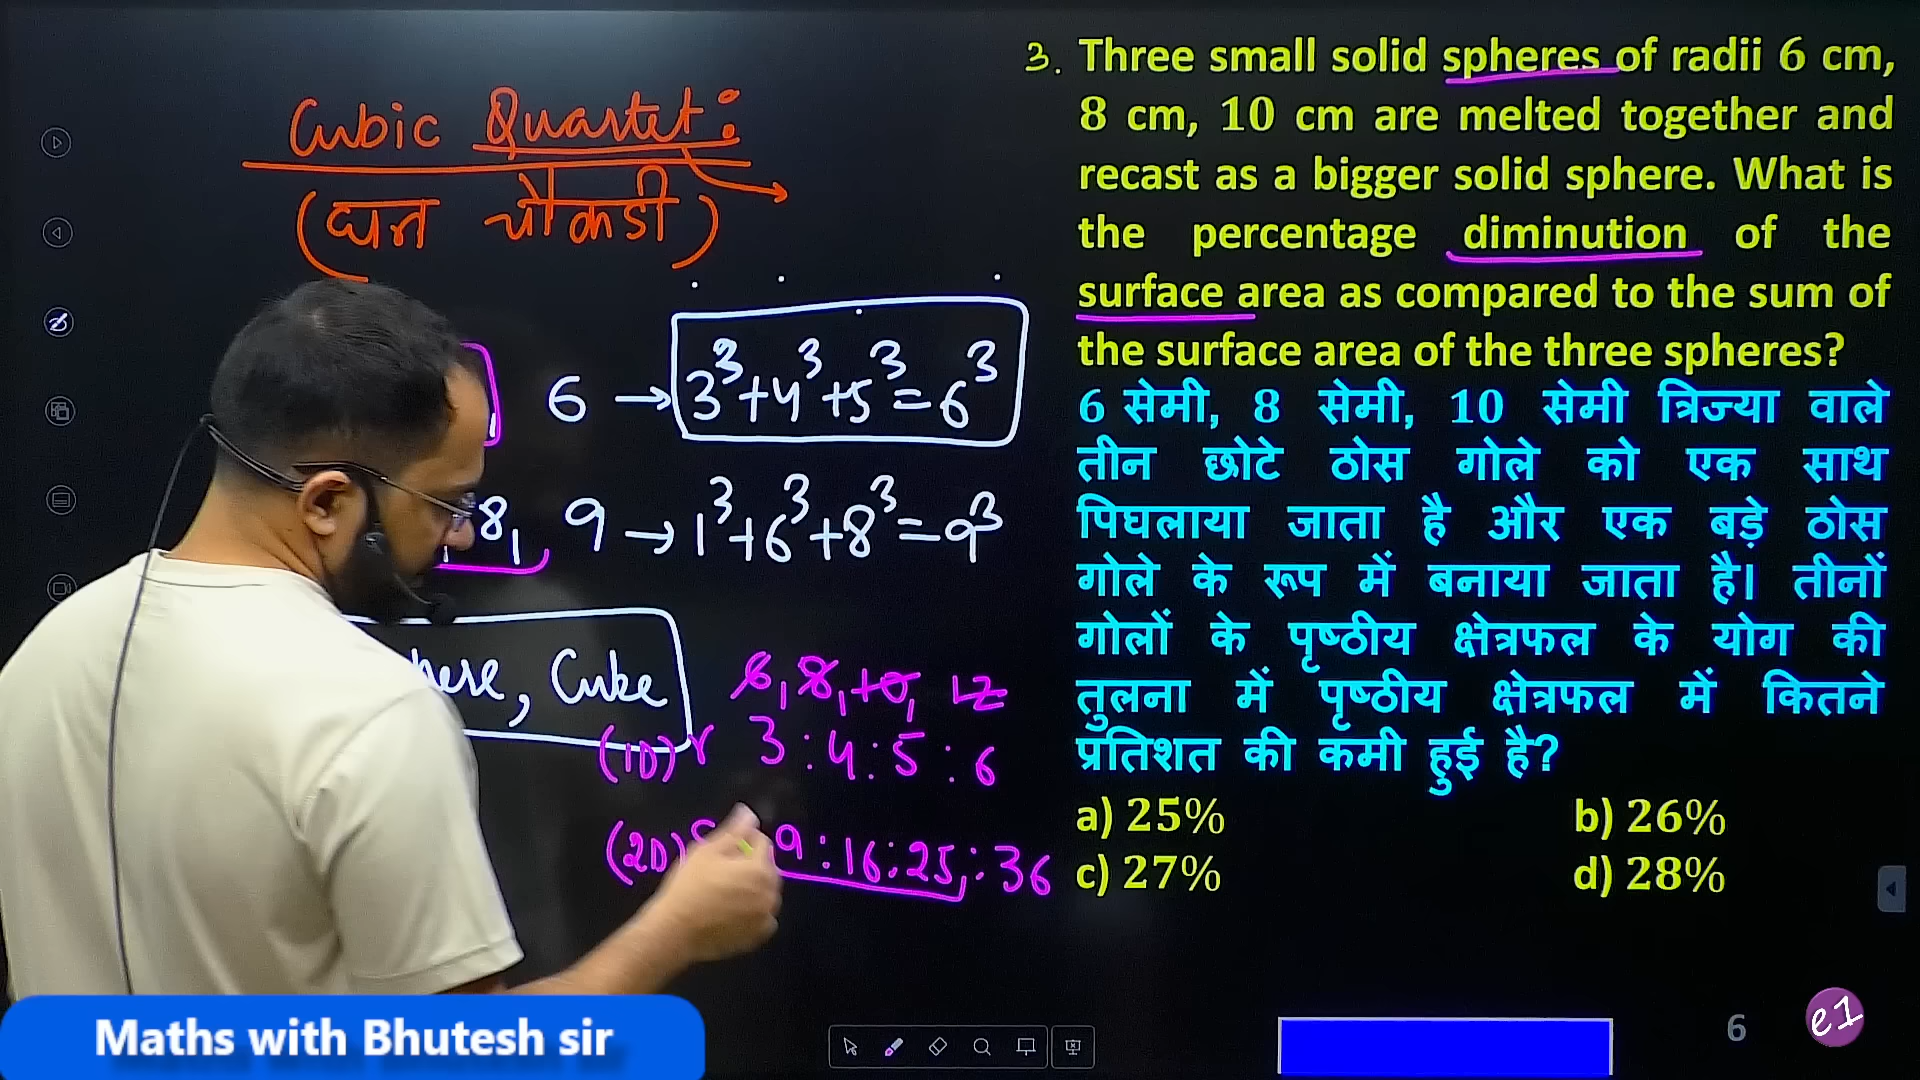 Cubic Quartet:
(घन चौकडी)
6 → 3³+4³+5³=6³
8, 9 → 1³+6³+8³=9³
here, Cube
6, 8, 10, 12
(1D) r 3 : 4 : 5 : 6
(2D) 9 : 16 : 25 : 36
3. Three small solid spheres of radii 6 cm,
8 cm, 10 cm are melted together and
recast as a bigger solid sphere. What is
the percentage diminution of the
surface area as compared to the sum of
the surface area of the three spheres?
6 सेमी, 8 सेमी, 10 सेमी त्रिज्या वाले
तीन छोटे ठोस गोले को एक साथ
पिघलाया जाता है और एक बड़े ठोस
गोले के रूप में बनाया जाता है। तीनों
गोलों के पृष्ठीय क्षेत्रफल के योग की
तुलना में पृष्ठीय क्षेत्रफल में कितने
प्रतिशत की कमी हुई है?
a) 25% b) 26%
c) 27% d) 28%
Maths with Bhutesh sir
6
e1